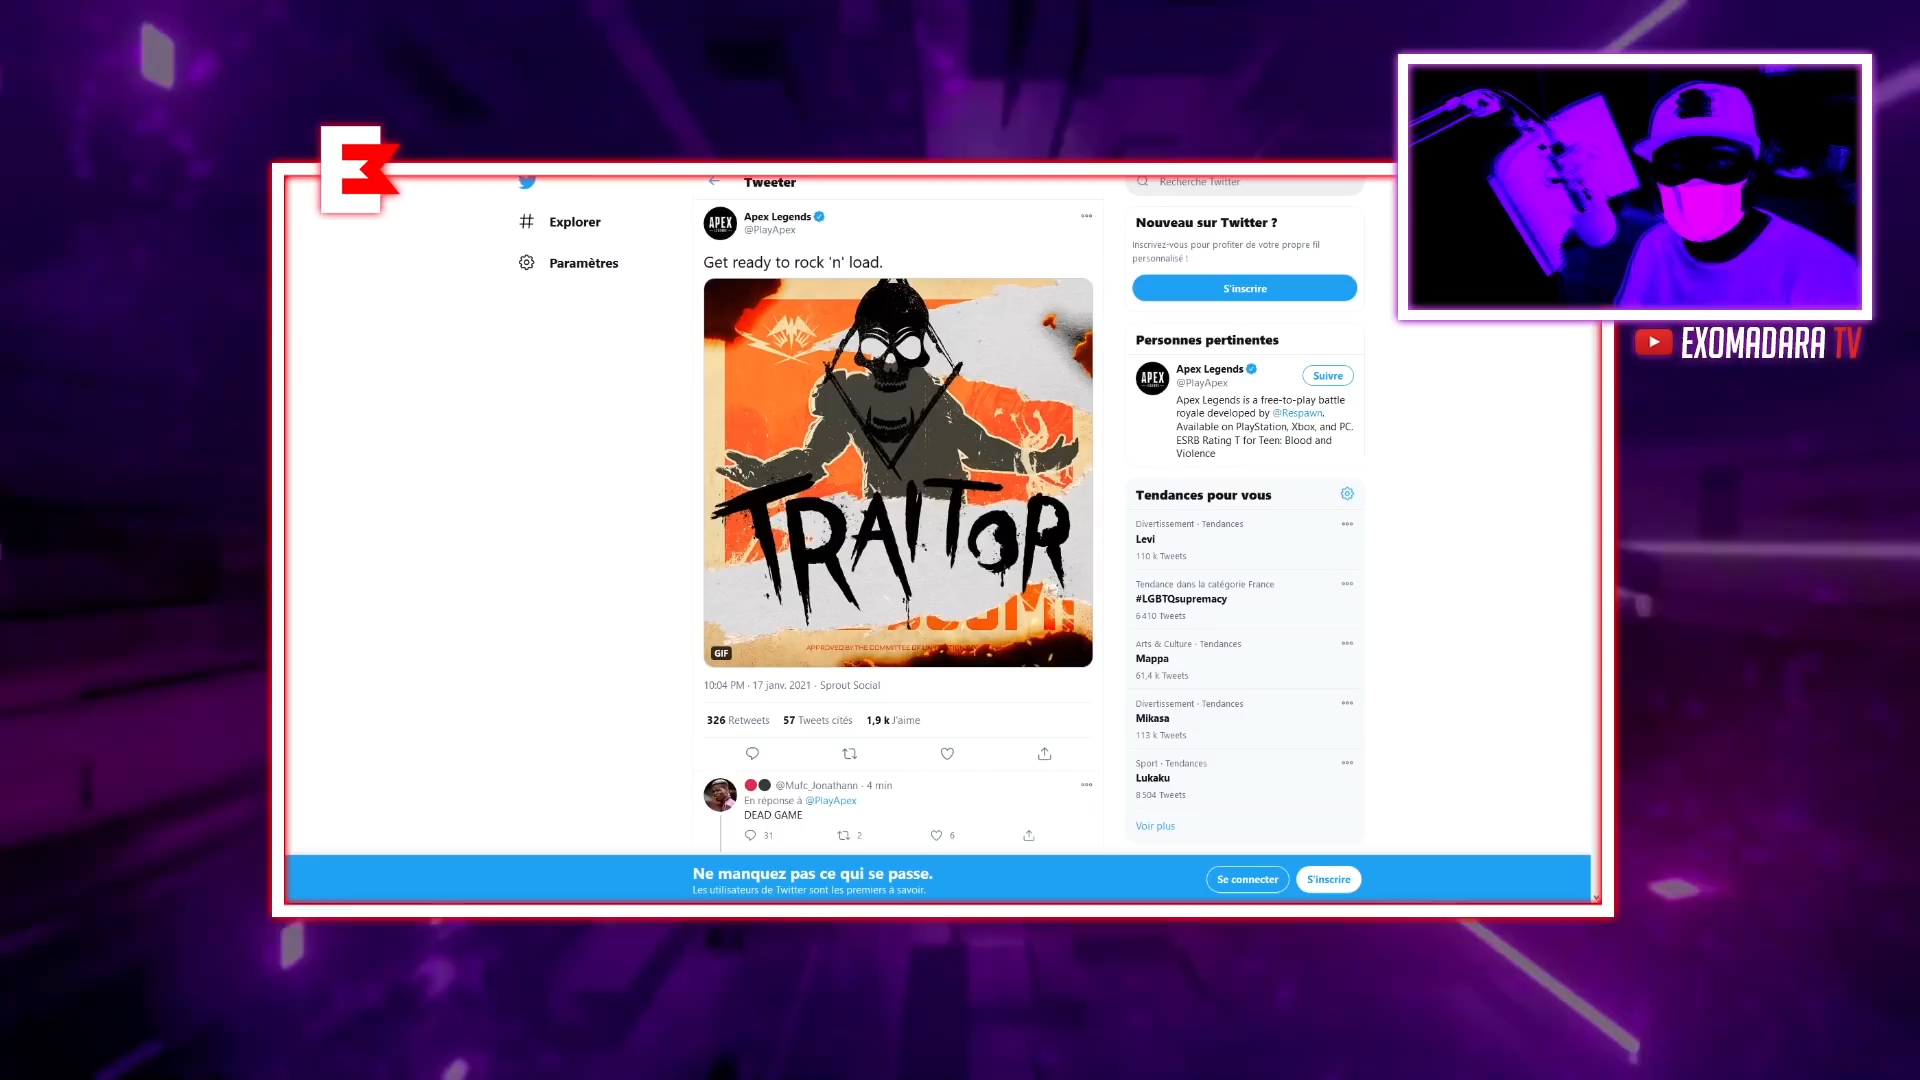 Explorer
Paramètres
Tweeter
APEX
Apex Legends
@PlayApex
Get ready to rock 'n' load.
TRAITOR
GIF
10:04 PM · 17 janv. 2021 · Sprout Social
326 Retweets 57 Tweets cités 1,9 k J'aime
@Mufc_Jonathann · 4 min
En réponse à @PlayApex
DEAD GAME
31 2 6
Recherche Twitter
Nouveau sur Twitter ?
Inscrivez-vous pour profiter de votre propre fil
personnalisé !
S'inscrire
Personnes pertinentes
APEX
Apex Legends
@PlayApex
Suivre
Apex Legends is a free-to-play battle
royale developed by @Respawn.
Available on PlayStation, Xbox, and PC.
ESRB Rating T for Teen: Blood and
Violence
Tendances pour vous
Divertissement · Tendances
Levi
110 k Tweets
Tendance dans la catégorie France
#LGBTQsupremacy
6 410 Tweets
Arts & Culture · Tendances
Mappa
61,4 k Tweets
Divertissement · Tendances
Mikasa
113 k Tweets
Sport · Tendances
Lukaku
8 504 Tweets
Voir plus
Ne manquez pas ce qui se passe.
Les utilisateurs de Twitter sont les premiers à savoir.
Se connecter
S'inscrire
EXOMADARA TV